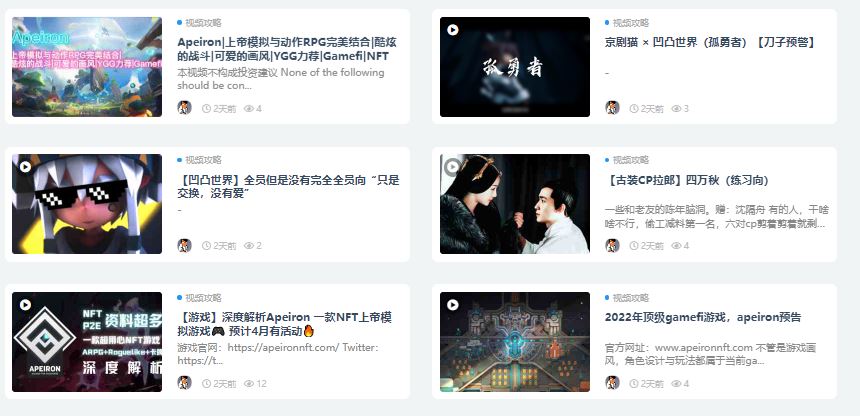 Apeiron
上帝模拟与动作RPG完美结合|
酷炫的战斗|可爱的画风|YGG力荐|Gamefi
视频攻略
Apeiron|上帝模拟与动作RPG完美结合|酷炫
的战斗|可爱的画风|YGG力荐|Gamefi|NFT
本视频不构成投资建议 None of the following
should be con...
2天前 4
孤勇者
视频攻略
京剧猫 × 凹凸世界（孤勇者）【刀子预警】
-
2天前 3
视频攻略
【凹凸世界】全员但是没有完全全员向“只是
交换，没有爱”
-
2天前 2
视频攻略
【古装CP拉郎】四万秋（练习向）
一些和老友的陈年脑洞。赠：沈隔舟 有的人，干啥
啥不行，偷工减料第一名，六对cp剪着剪着就剩...
2天前 4
NFT
P2E 资料超多
一款超用心NFT游戏
ARPG+Roguelike+卡牌
深度解析
APEIRON
视频攻略
【游戏】深度解析Apeiron 一款NFT上帝模
拟游戏🎮 预计4月有活动🔥
游戏官网：https://apeironnft.com/ Twitter:
https://t...
2天前 12
视频攻略
2022年顶级gamefi游戏，apeiron预告
官方网址：www.apeironnft.com 不管是游戏画
风，角色设计与玩法都属于当前ga...
2天前 4